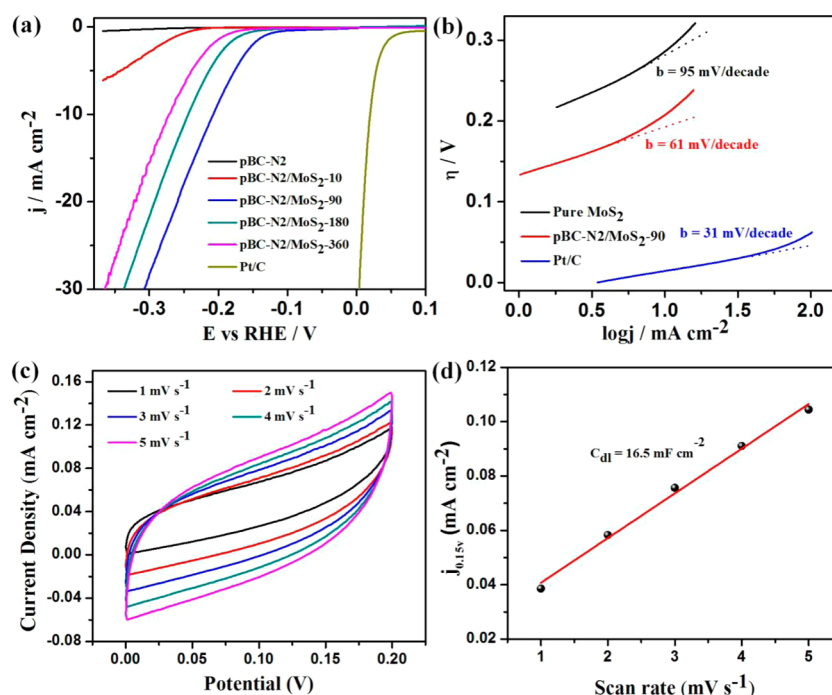 (a)
0
-10
-20
-30
j / mA cm-2
pBC-N2
pBC-N2/MoS2-10
pBC-N2/MoS2-90
pBC-N2/MoS2-180
pBC-N2/MoS2-360
Pt/C
-0.3 -0.2 -0.1 0.0 0.1
E vs RHE / V
(b)
0.3
0.2
0.1
0.0
η / V
b = 95 mV/decade
b = 61 mV/decade
Pure MoS2
pBC-N2/MoS2-90
Pt/C
b = 31 mV/decade
0.0 0.5 1.0 1.5 2.0
logj / mA cm-2
(c)
0.16
0.12
0.08
0.04
0.00
-0.04
-0.08
Current Density (mA cm-2)
1 mV s-1 2 mV s-1
3 mV s-1 4 mV s-1
5 mV s-1
0.00 0.05 0.10 0.15 0.20
Potential (V)
(d)
0.12
0.10
0.08
0.06
0.04
0.02
j0.15v (mA cm-2)
Cdl = 16.5 mF cm-2
1 2 3 4 5
Scan rate (mV s-1)